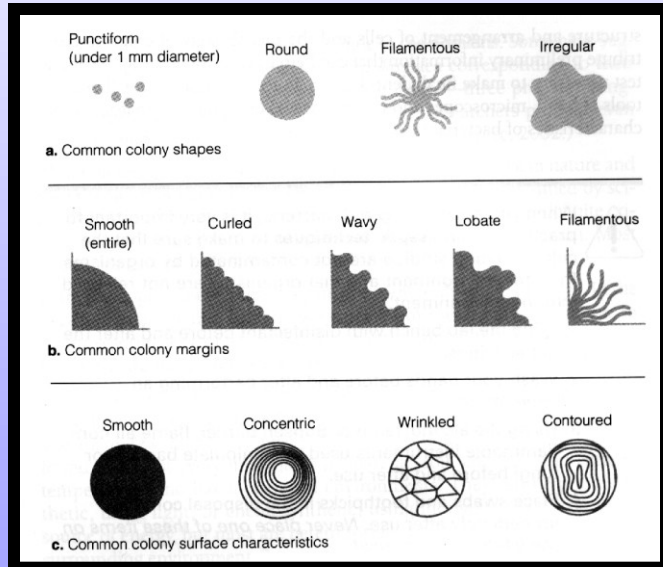 Punctiform
(under 1 mm diameter)
Round
Filamentous
Irregular
a. Common colony shapes
Smooth
(entire)
Curled
Wavy
Lobate
Filamentous
b. Common colony margins
Smooth
Concentric
Wrinkled
Contoured
c. Common colony surface characteristics